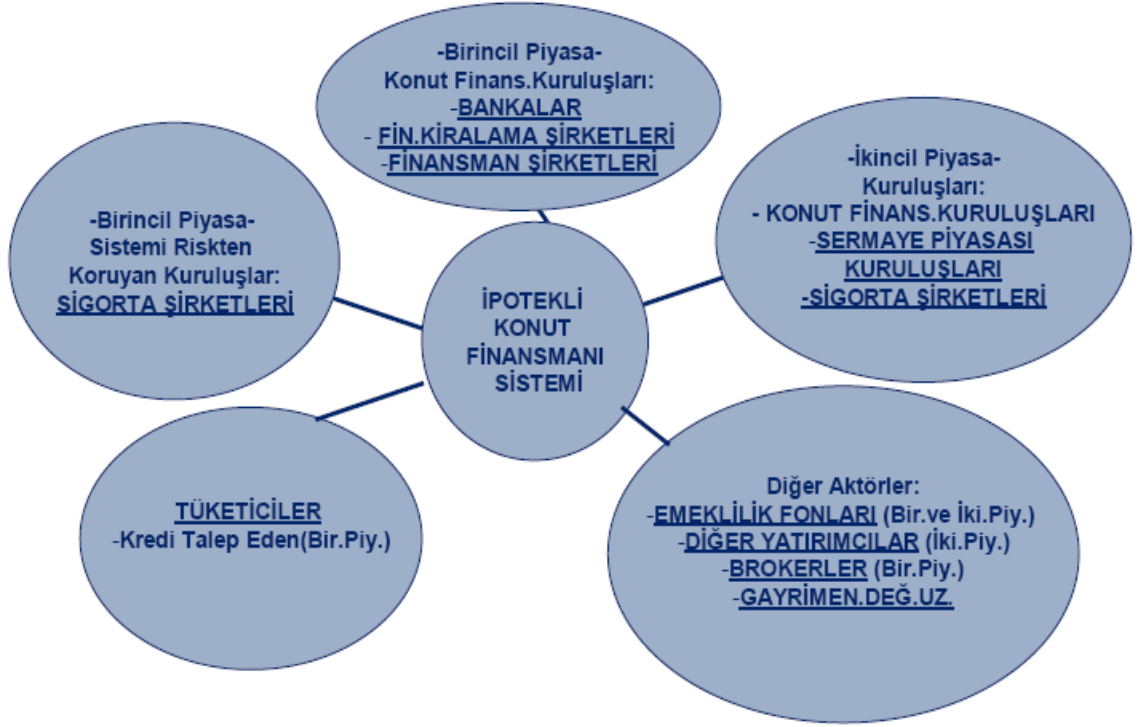 -Birincil Piyasa-
Konut Finans.Kuruluşları:
-BANKALAR
- FİN.KİRALAMA ŞİRKETLERİ
-FİNANSMAN ŞİRKETLERİ
-Birincil Piyasa-
Sistemi Riskten
Koruyan Kuruluşlar:
SİGORTA ŞİRKETLERİ
-İkincil Piyasa-
Kuruluşları:
- KONUT FİNANS.KURULUŞLARI
-SERMAYE PİYASASI
KURULUŞLARI
-SİGORTA ŞİRKETLERİ
İPOTEKLİ
KONUT
FİNANSMANI
SİSTEMİ
TÜKETİCİLER
-Kredi Talep Eden(Bir.Piy.)
Diğer Aktörler:
-EMEKLİLİK FONLARI (Bir.ve İki.Piy.)
-DİĞER YATIRIMCILAR (İki.Piy.)
-BROKERLER (Bir.Piy.)
-GAYRİMEN.DEĞ.UZ.